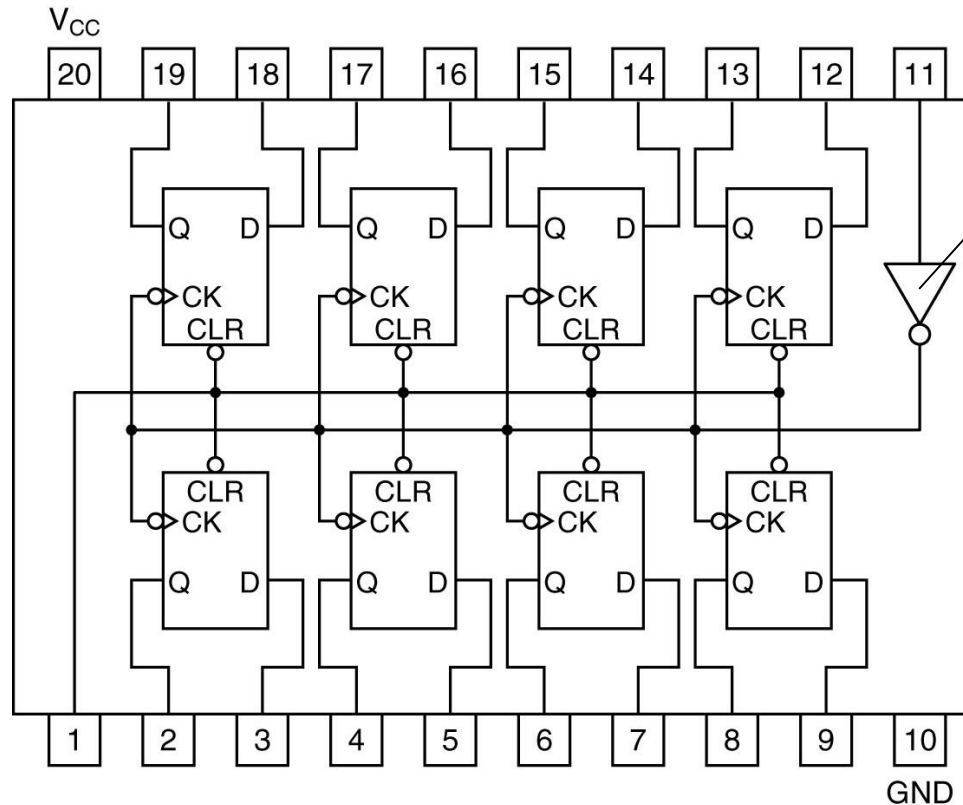 VCC
20 19 18 17 16 15 14 13 12 11
Q D Q D Q D Q D
CK CK CK CK
CLR CLR CLR CLR
CLR CLR CLR CLR
CK CK CK CK
Q D Q D Q D Q D
1 2 3 4 5 6 7 8 9 10
GND